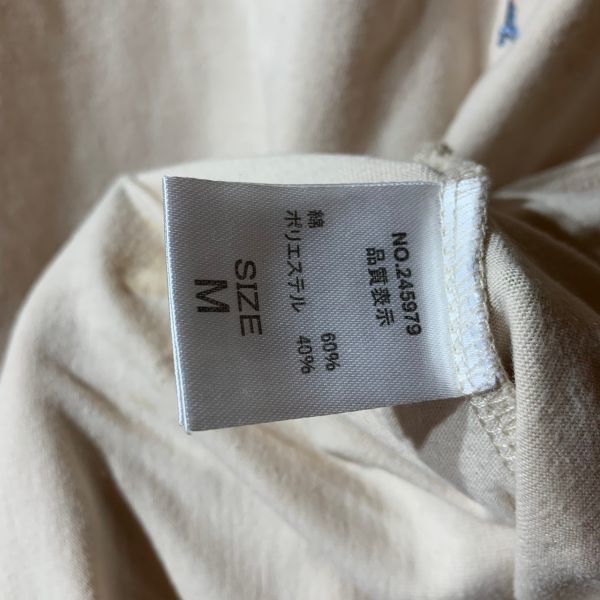 NO.245979
品質表示
綿 60%
ポリエステル 40%
SIZE
M